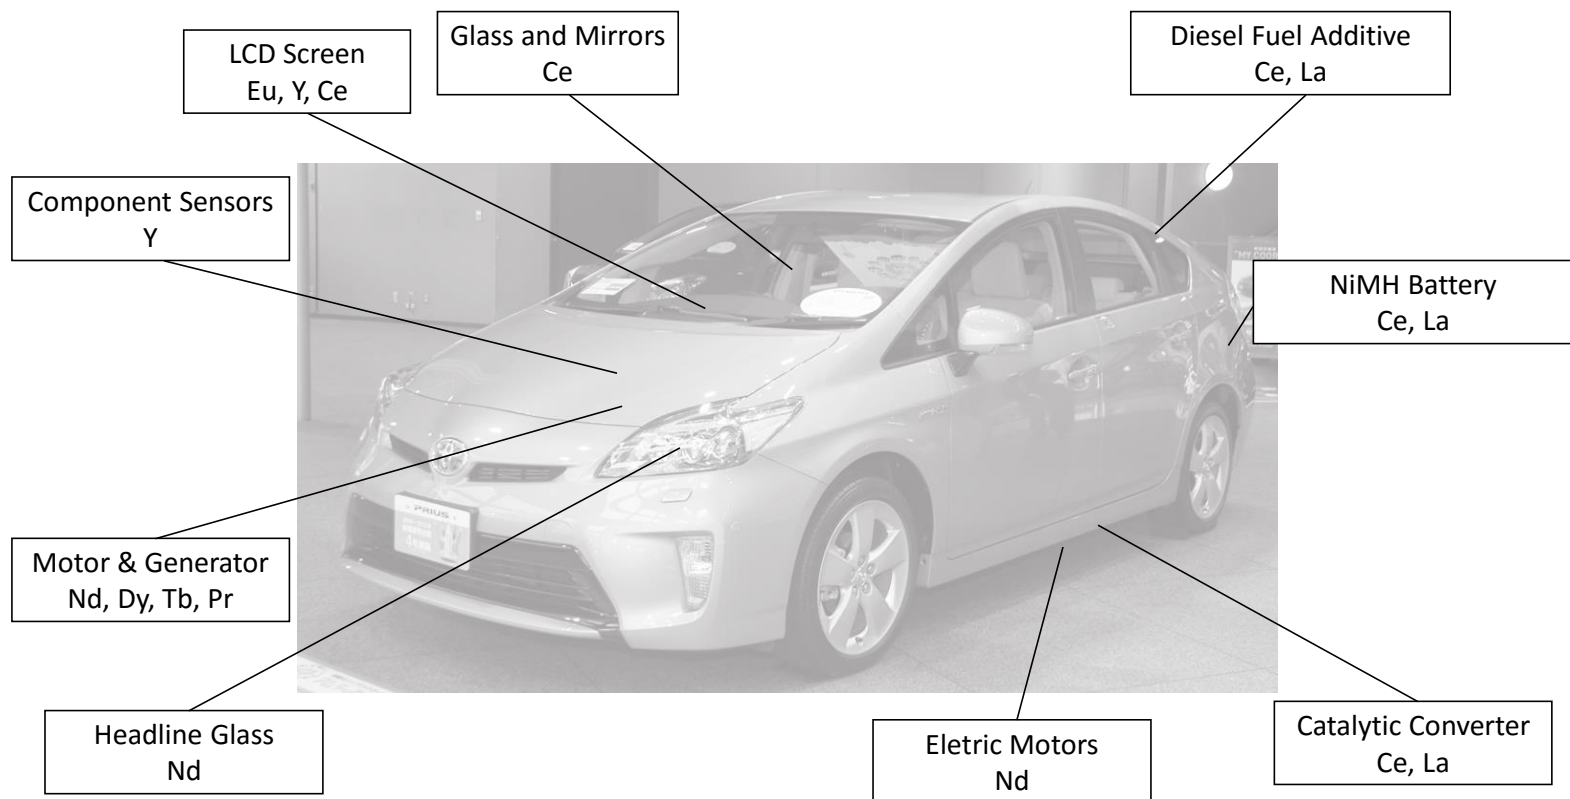 LCD Screen
Eu, Y, Ce
Glass and Mirrors
Ce
Diesel Fuel Additive
Ce, La
Component Sensors
Y
NiMH Battery
Ce, La
PRIUS
Motor & Generator
Nd, Dy, Tb, Pr
Headline Glass
Nd
Eletric Motors
Nd
Catalytic Converter
Ce, La